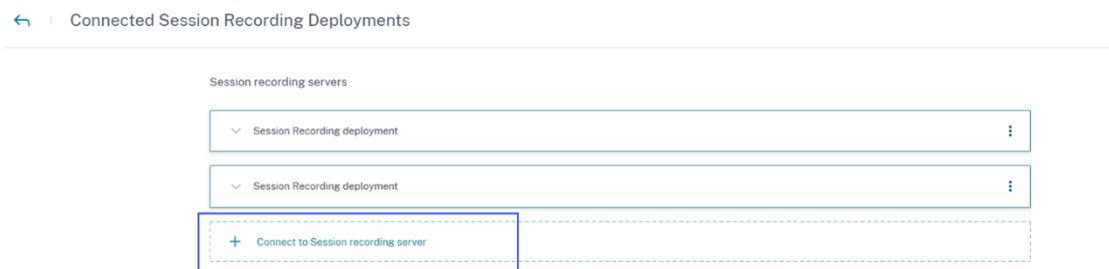 Connected Session Recording Deployments
Session recording servers
Session Recording deployment
Session Recording deployment
Connect to Session recording server